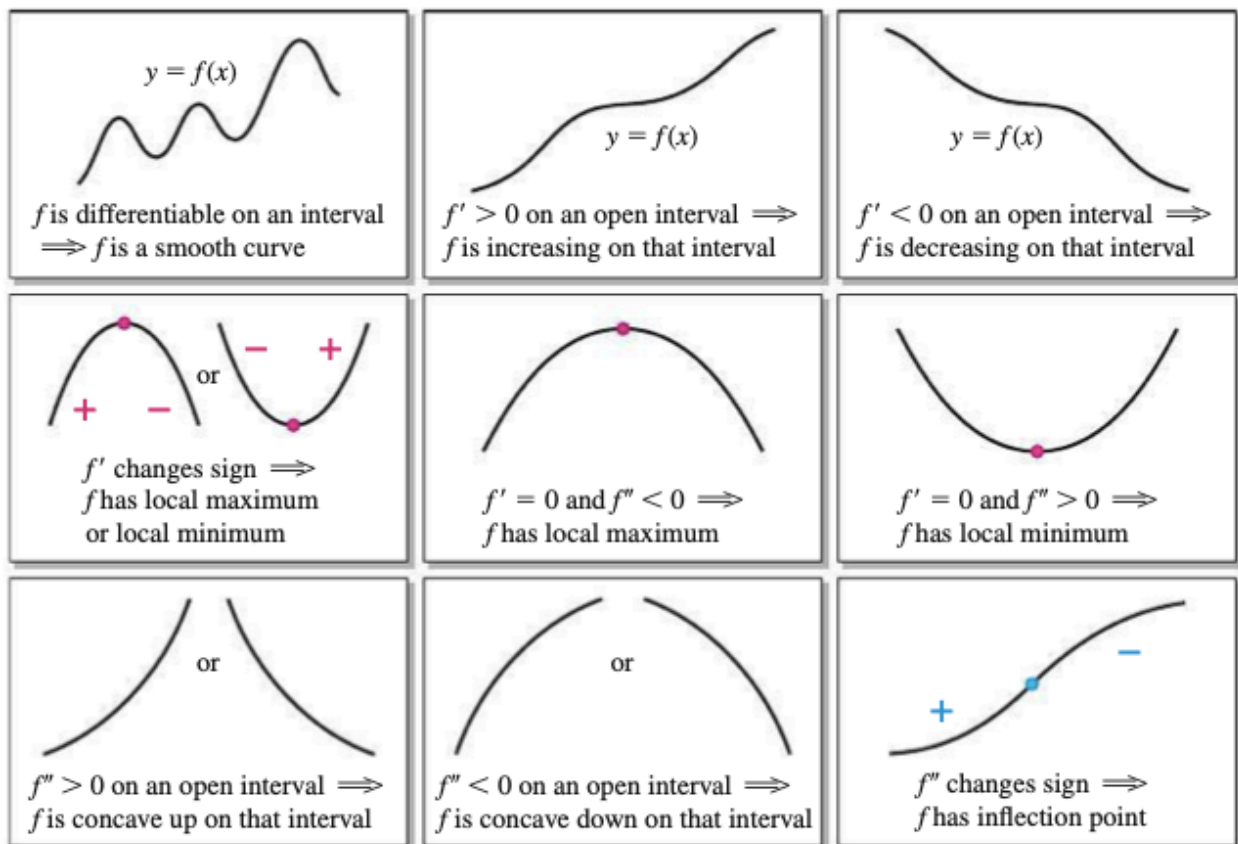 y = f(x)
f is differentiable on an interval
⟹ f is a smooth curve
y = f(x)
f′ > 0 on an open interval ⟹
f is increasing on that interval
y = f(x)
f′ < 0 on an open interval ⟹
f is decreasing on that interval
+ − or − +
f′ changes sign ⟹
f has local maximum
or local minimum
f′ = 0 and f″ < 0 ⟹
f has local maximum
f′ = 0 and f″ > 0 ⟹
f has local minimum
or
f″ > 0 on an open interval ⟹
f is concave up on that interval
or
f″ < 0 on an open interval ⟹
f is concave down on that interval
+ −
f″ changes sign ⟹
f has inflection point